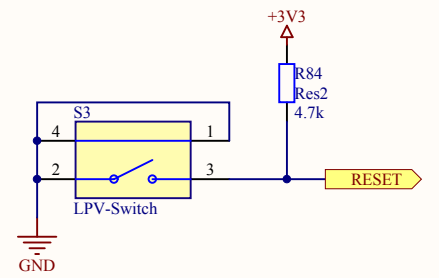 +3V3
R84
Res2
4.7k
S3
4 1
2 3
RESET
LPV-Switch
GND